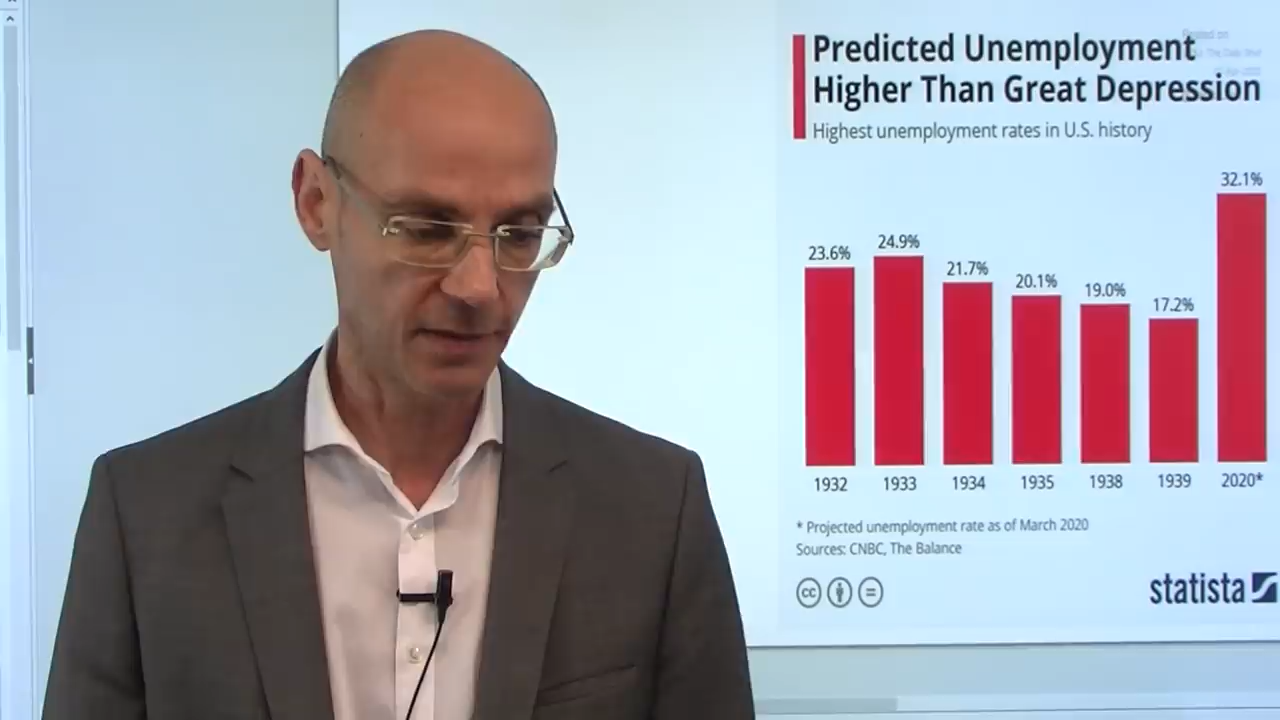 Predicted Unemployment
Higher Than Great Depression
Highest unemployment rates in U.S. history
32.1%
24.9%
23.6%
21.7%
20.1%
19.0%
17.2%
1932 1933 1934 1935 1938 1939 2020*
* Projected unemployment rate as of March 2020
Sources: CNBC, The Balance
cc =
statista